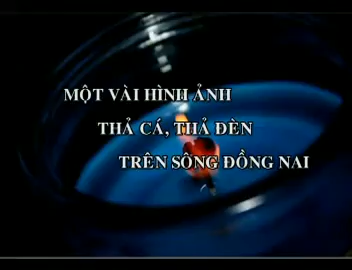 MỘT VÀI HÌNH ẢNH
THẢ CÁ, THẢ ĐÈN
TRÊN SÔNG ĐỒNG NAI